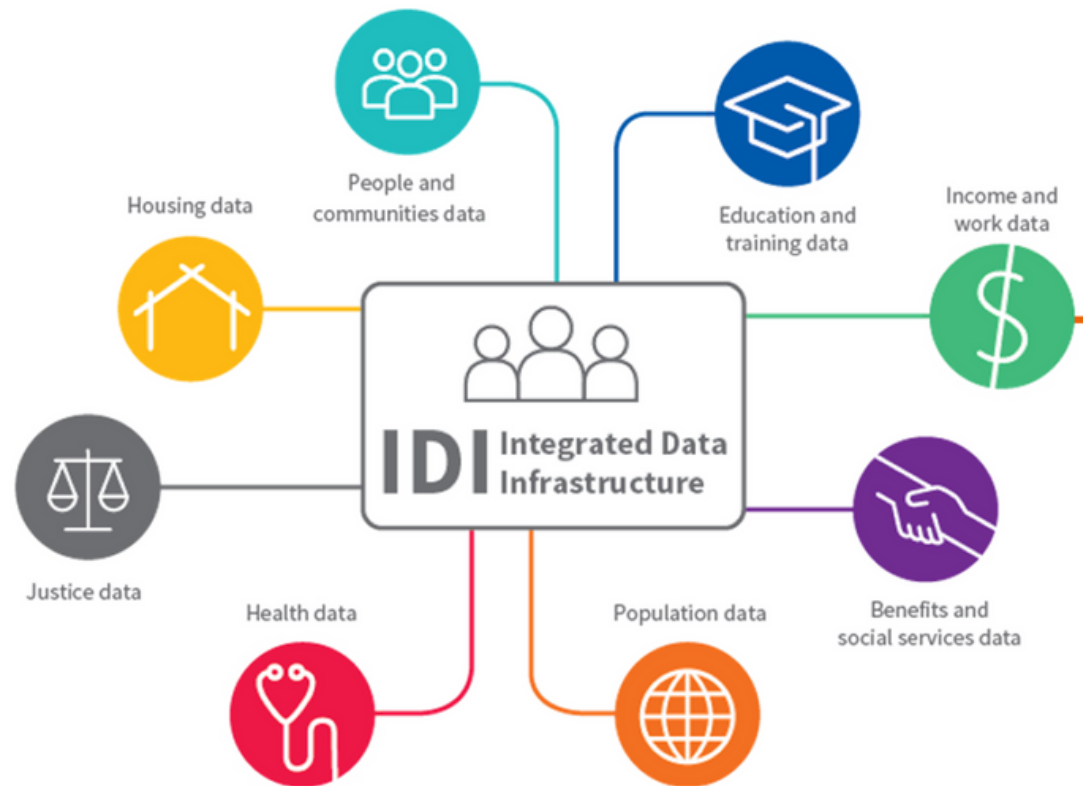 People and
communities data
Education and
training data
Housing data
Income and
work data
IDI Integrated Data
Infrastructure
Justice data
Health data
Population data
Benefits and
social services data